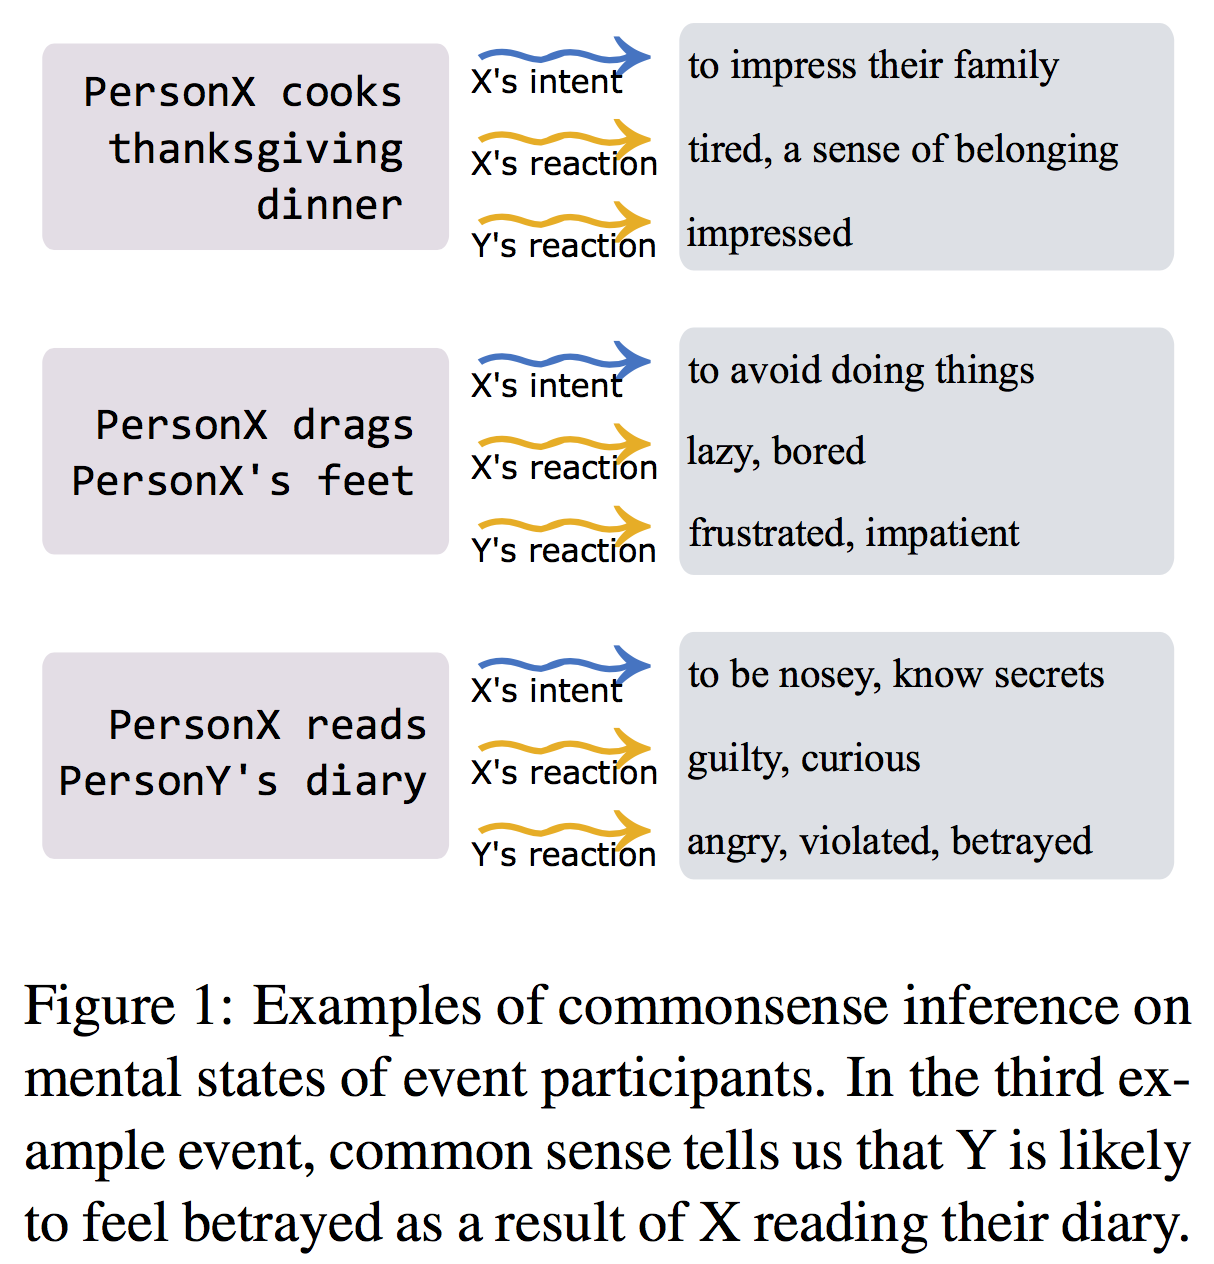 PersonX cooks
thanksgiving
dinner
X's intent
to impress their family
X's reaction
tired, a sense of belonging
Y's reaction
impressed
PersonX drags
PersonX's feet
X's intent
to avoid doing things
X's reaction
lazy, bored
Y's reaction
frustrated, impatient
PersonX reads
PersonY's diary
X's intent
to be nosey, know secrets
X's reaction
guilty, curious
Y's reaction
angry, violated, betrayed
Figure 1: Examples of commonsense inference on
mental states of event participants. In the third ex-
ample event, common sense tells us that Y is likely
to feel betrayed as a result of X reading their diary.